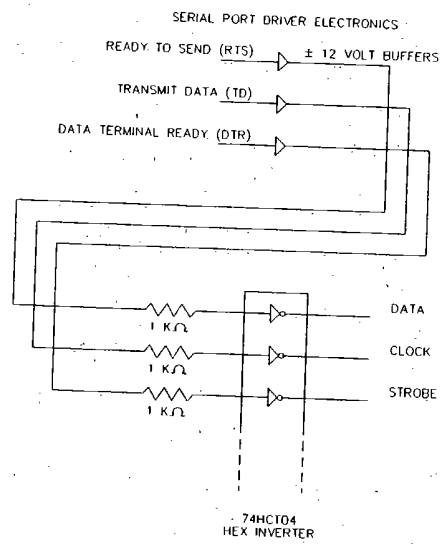 SERIAL PORT DRIVER ELECTRONICS
READY TO SEND (RTS)
± 12 VOLT BUFFERS
TRANSMIT DATA (TD)
DATA TERMINAL READY (DTR)
DATA
1 KΩ
CLOCK
1 KΩ
STROBE
1 KΩ
74HCT04
HEX INVERTER